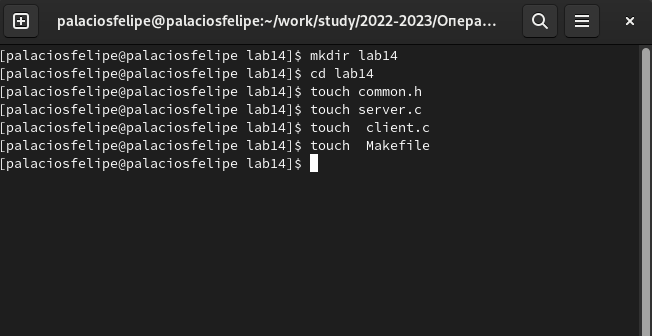 palaciosfelipe@palaciosfelipe:~/work/study/2022-2023/Опера...
[palaciosfelipe@palaciosfelipe lab14]$ mkdir lab14
[palaciosfelipe@palaciosfelipe lab14]$ cd lab14
[palaciosfelipe@palaciosfelipe lab14]$ touch common.h
[palaciosfelipe@palaciosfelipe lab14]$ touch server.c
[palaciosfelipe@palaciosfelipe lab14]$ touch  client.c
[palaciosfelipe@palaciosfelipe lab14]$ touch  Makefile
[palaciosfelipe@palaciosfelipe lab14]$